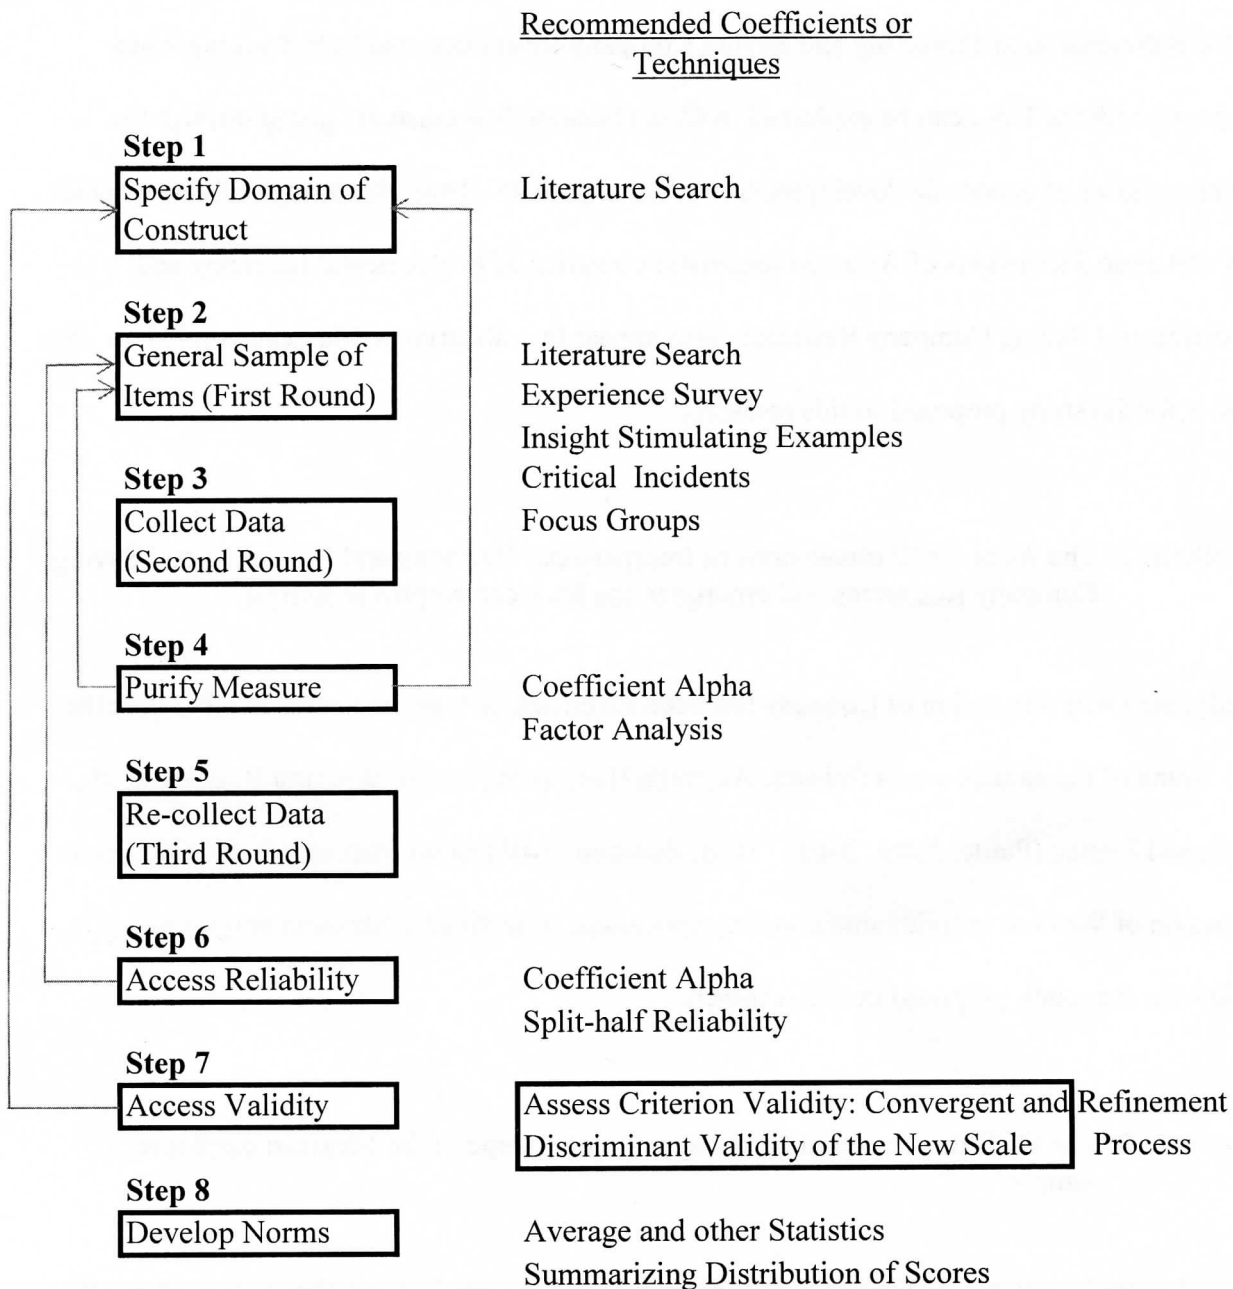 Recommended Coefficients or
Techniques
Step 1
Specify Domain of
Construct
Literature Search
Step 2
General Sample of
Items (First Round)
Literature Search
Experience Survey
Insight Stimulating Examples
Critical Incidents
Focus Groups
Step 3
Collect Data
(Second Round)
Step 4
Purify Measure
Coefficient Alpha
Factor Analysis
Step 5
Re-collect Data
(Third Round)
Step 6
Access Reliability
Coefficient Alpha
Split-half Reliability
Step 7
Access Validity
Assess Criterion Validity: Convergent and Refinement
Discriminant Validity of the New Scale Process
Step 8
Develop Norms
Average and other Statistics
Summarizing Distribution of Scores